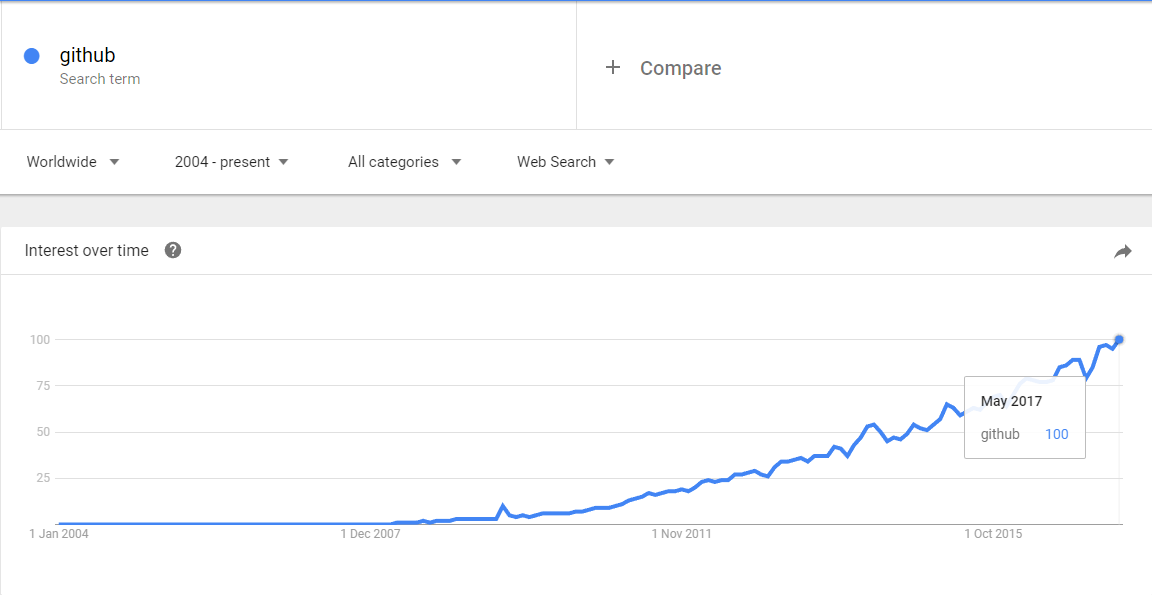 github
Search term
+ Compare
Worldwide
2004 - present
All categories
Web Search
Interest over time ?
100
75
50
25
May 2017
github 100
1 Jan 2004
1 Dec 2007
1 Nov 2011
1 Oct 2015